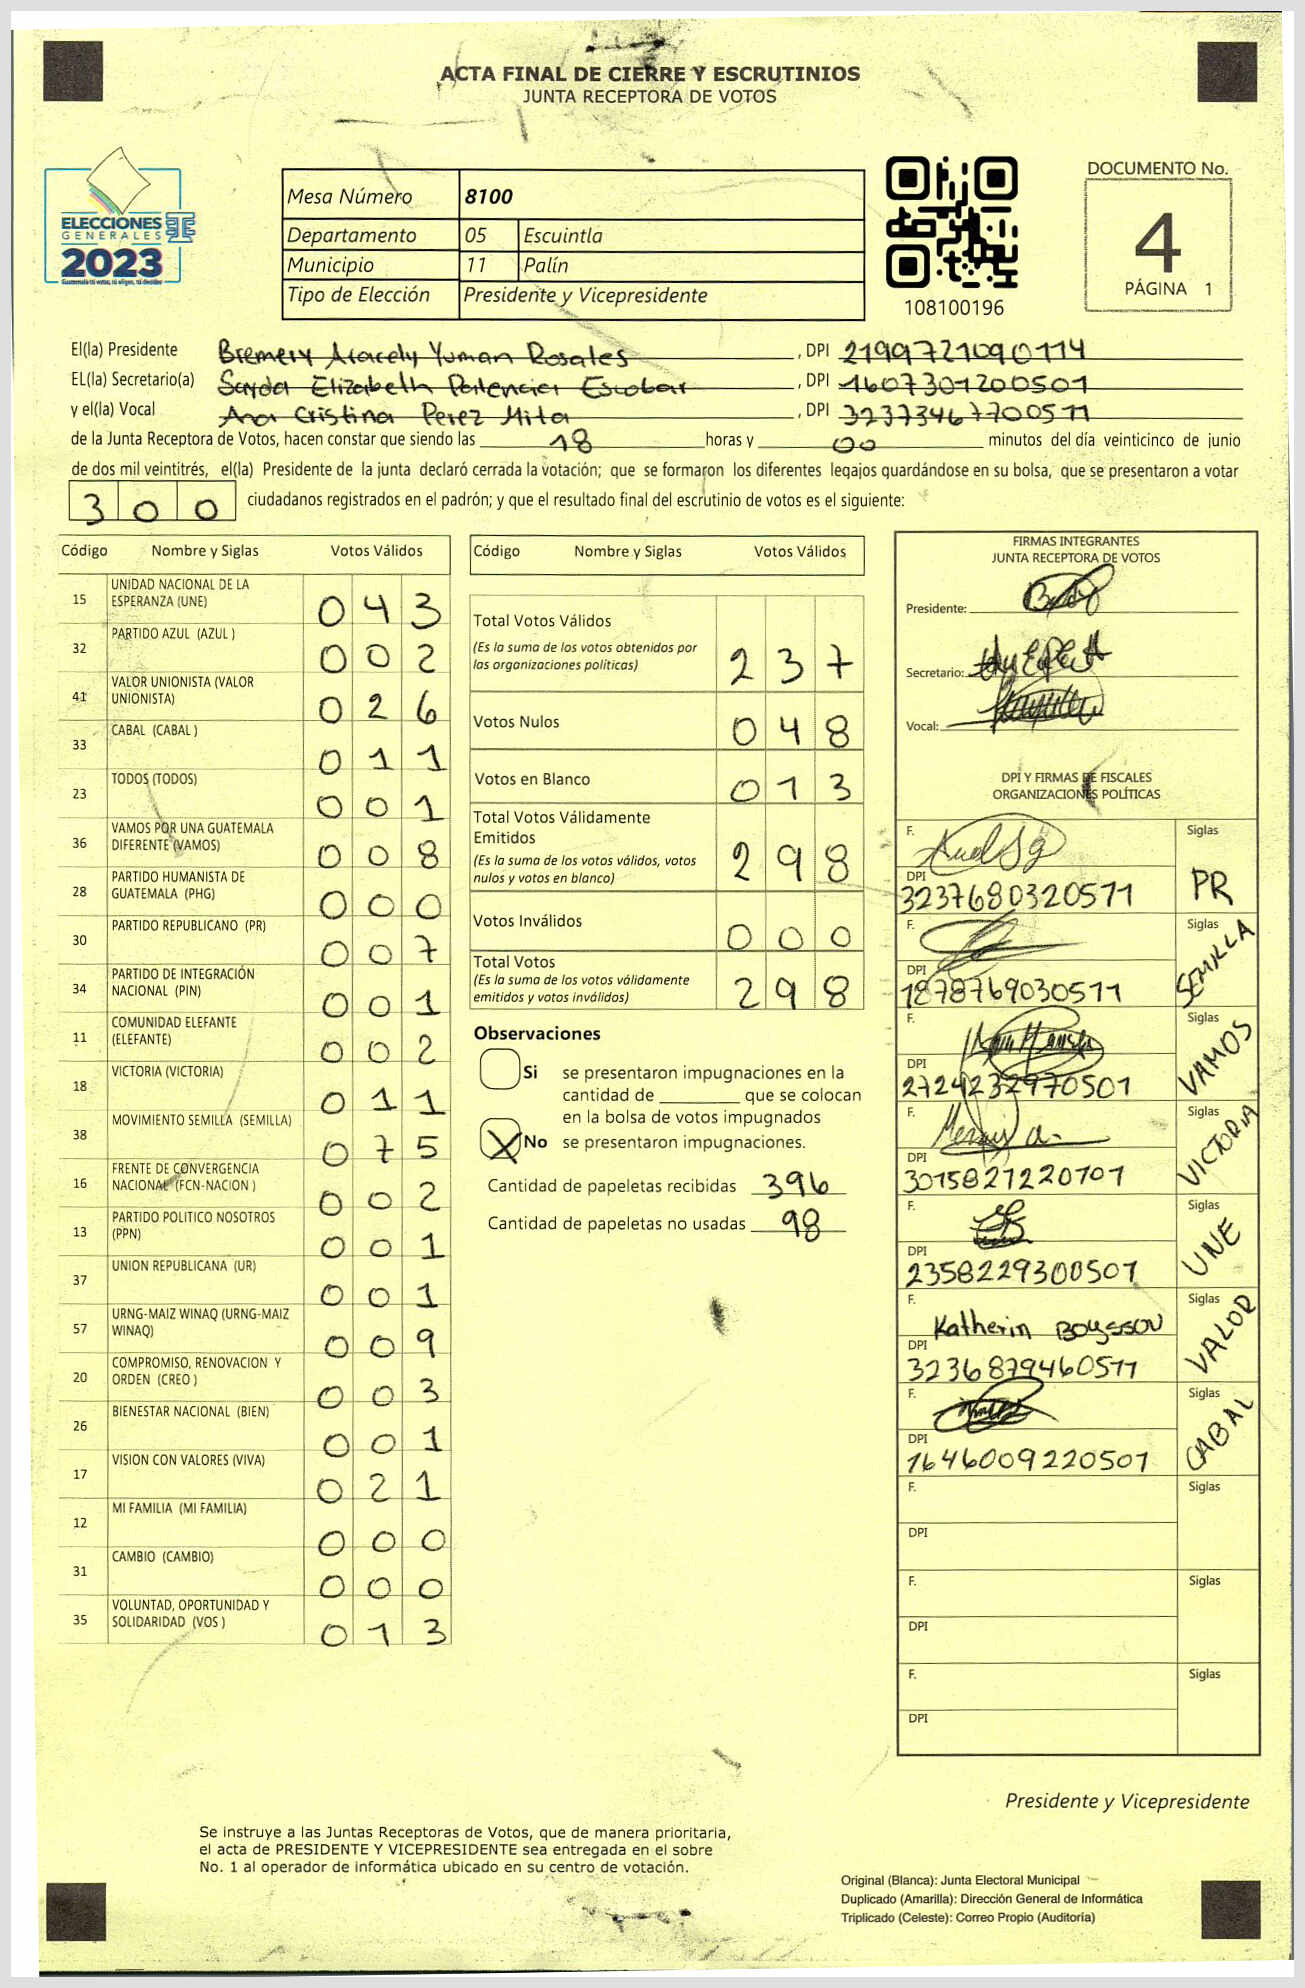 ACTA FINAL DE CIERRE Y ESCRUTINIOS
JUNTA RECEPTORA DE VOTOS
ELECCIONES
GENERALES
2023
Mesa Número 8100
Departamento 05 Escuintla
Municipio 11 Palín
Tipo de Elección Presidente y Vicepresidente
108100196
DOCUMENTO No.
4
PÁGINA 1
El(la) Presidente Bremery Aracely Yuman Rosales , DPI 2199721090114
EL(la) Secretario(a) Sayda Elizabeth Palencia Escobar , DPI 1607301200501
y el(la) Vocal Ana Cristina Perez Mita , DPI 3237346770051
de la Junta Receptora de Votos, hacen constar que siendo las 18 horas y 00 minutos del día veinticinco de junio
de dos mil veintitrés, el(la) Presidente de la junta declaró cerrada la votación; que se formaron los diferentes legajos guardándose en su bolsa, que se presentaron a votar
300 ciudadanos registrados en el padrón; y que el resultado final del escrutinio de votos es el siguiente:
Código Nombre y Siglas Votos Válidos
15 UNIDAD NACIONAL DE LA ESPERANZA (UNE) 043
32 PARTIDO AZUL (AZUL ) 002
41 VALOR UNIONISTA (VALOR UNIONISTA) 026
33 CABAL (CABAL ) 011
23 TODOS (TODOS) 001
36 VAMOS POR UNA GUATEMALA DIFERENTE (VAMOS) 008
28 PARTIDO HUMANISTA DE GUATEMALA (PHG) 000
30 PARTIDO REPUBLICANO (PR) 007
34 PARTIDO DE INTEGRACIÓN NACIONAL (PIN) 001
11 COMUNIDAD ELEFANTE (ELEFANTE) 002
18 VICTORIA (VICTORIA) 011
38 MOVIMIENTO SEMILLA (SEMILLA) 075
16 FRENTE DE CONVERGENCIA NACIONAL (FCN-NACION ) 002
13 PARTIDO POLITICO NOSOTROS (PPN) 001
37 UNION REPUBLICANA (UR) 001
57 URNG-MAIZ WINAQ (URNG-MAIZ WINAQ) 009
20 COMPROMISO, RENOVACION Y ORDEN (CREO ) 003
26 BIENESTAR NACIONAL (BIEN) 001
17 VISION CON VALORES (VIVA) 021
12 MI FAMILIA (MI FAMILIA) 000
31 CAMBIO (CAMBIO) 000
35 VOLUNTAD, OPORTUNIDAD Y SOLIDARIDAD (VOS ) 013
Código Nombre y Siglas Votos Válidos
Total Votos Válidos
(Es la suma de los votos obtenidos por
las organizaciones políticas) 237
Votos Nulos 048
Votos en Blanco 013
Total Votos Válidamente
Emitidos
(Es la suma de los votos válidos, votos
nulos y votos en blanco) 298
Votos Inválidos 000
Total Votos
(Es la suma de los votos válidamente
emitidos y votos inválidos) 298
Observaciones
Si se presentaron impugnaciones en la
cantidad de ________ que se colocan
en la bolsa de votos impugnados
X No se presentaron impugnaciones.
Cantidad de papeletas recibidas 396
Cantidad de papeletas no usadas 98
FIRMAS INTEGRANTES
JUNTA RECEPTORA DE VOTOS
Presidente:
Secretario:
Vocal:
DPI Y FIRMAS DE FISCALES
ORGANIZACIONES POLÍTICAS
F. Siglas
DPI 3237680320511 PR
F. Siglas
DPI 1878769030511 SEMILLA
F. Siglas
DPI 2724232970501 VAMOS
F. Siglas
DPI 3015827220701 VICTORIA
F. Siglas
DPI 2358229300501 UNE
F. Katherin Boysson Siglas
DPI 3236879460511 VALOR
F. Siglas
DPI 1646009220501 CABAL
F. Siglas
DPI
F. Siglas
DPI
F. Siglas
DPI
Presidente y Vicepresidente
Se instruye a las Juntas Receptoras de Votos, que de manera prioritaria,
el acta de PRESIDENTE Y VICEPRESIDENTE sea entregada en el sobre
No. 1 al operador de informática ubicado en su centro de votación.
Original (Blanca): Junta Electoral Municipal
Duplicado (Amarilla): Dirección General de Informática
Triplicado (Celeste): Correo Propio (Auditoría)